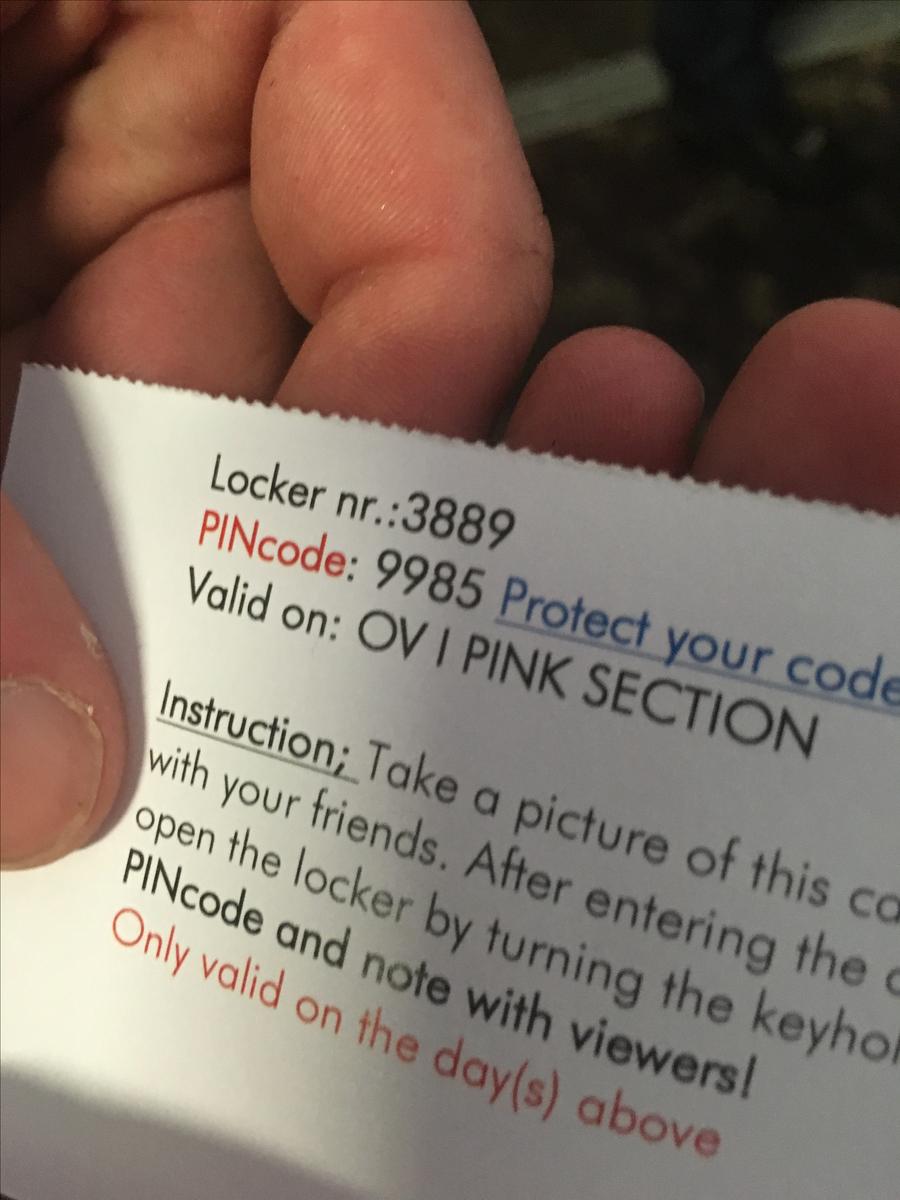 Locker nr.:3889
PINcode: 9985 Protect your code
Valid on: OV I PINK SECTION
Instruction; Take a picture of this
with your friends. After entering the
open the locker by turning the
PINcode and note with viewers!
Only valid on the day(s) above